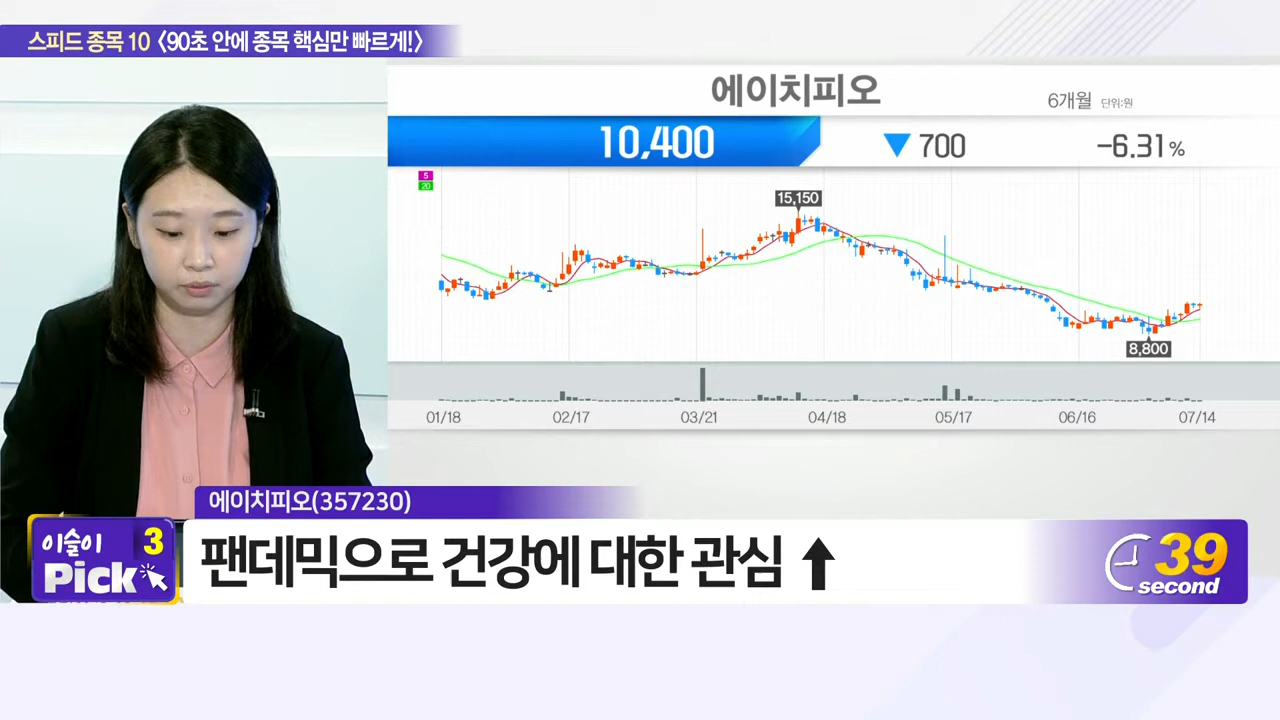 스피드 종목 10 〈90초 안에 종목 핵심만 빠르게!〉
에이치피오
6개월 단위:원
10,400 ▼ 700 -6.31%
5
20
15,150
8,800
01/18 02/17 03/21 04/18 05/17 06/16 07/14
에이치피오(357230)
이슬이 3
Pick
팬데믹으로 건강에 대한 관심 ↑
39
second